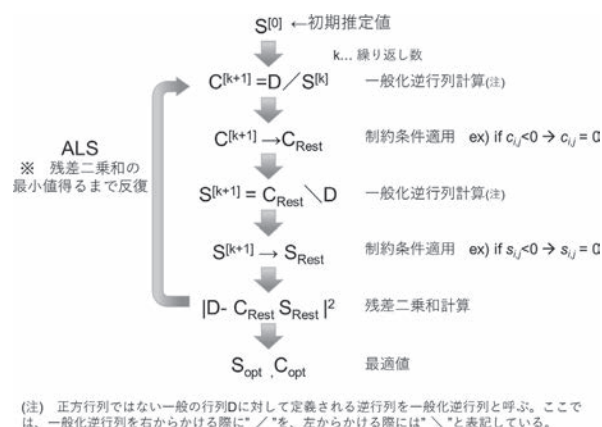 S[0] ←初期推定値
k… 繰り返し数
C[k+1] =D／S[k] 一般化逆行列計算(注)
C[k+1]→CRest 制約条件適用 ex) if ci,j<0 → ci,j = 0
ALS
※ 残差二乗和の
最小値得るまで反復
S[k+1]= CRest＼D 一般化逆行列計算(注)
S[k+1]→ SRest 制約条件適用 ex) if si,j<0 → si,j = 0
|D- CRest SRest |2 残差二乗和計算
Sopt ,Copt 最適値
(注) 正方行列ではない一般の行列Dに対して定義される逆行列を一般化逆行列と呼ぶ。ここで
は、一般化逆行列を右からかける際に" ／ "を、左からかける際には" ＼ "と表記している。